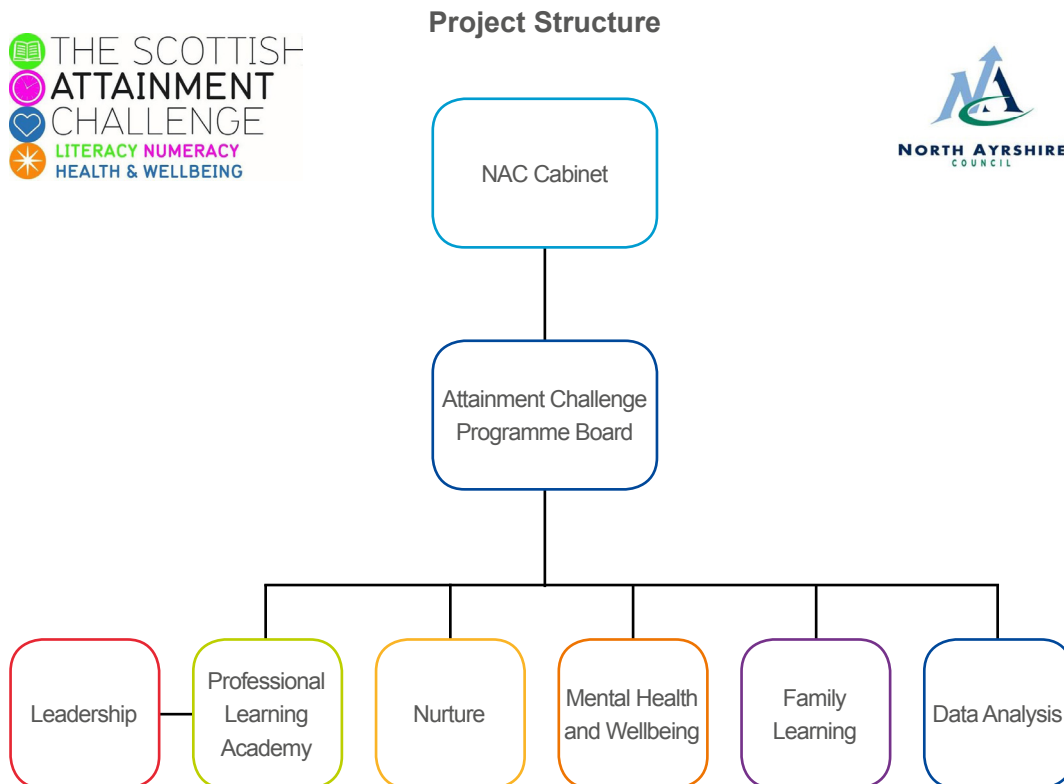 Project Structure
THE SCOTTISH
ATTAINMENT
CHALLENGE
LITERACY NUMERACY
HEALTH & WELLBEING
NORTH AYRSHIRE
COUNCIL
NAC Cabinet
Attainment Challenge
Programme Board
Leadership
Professional
Learning
Academy
Nurture
Mental Health
and Wellbeing
Family
Learning
Data Analysis